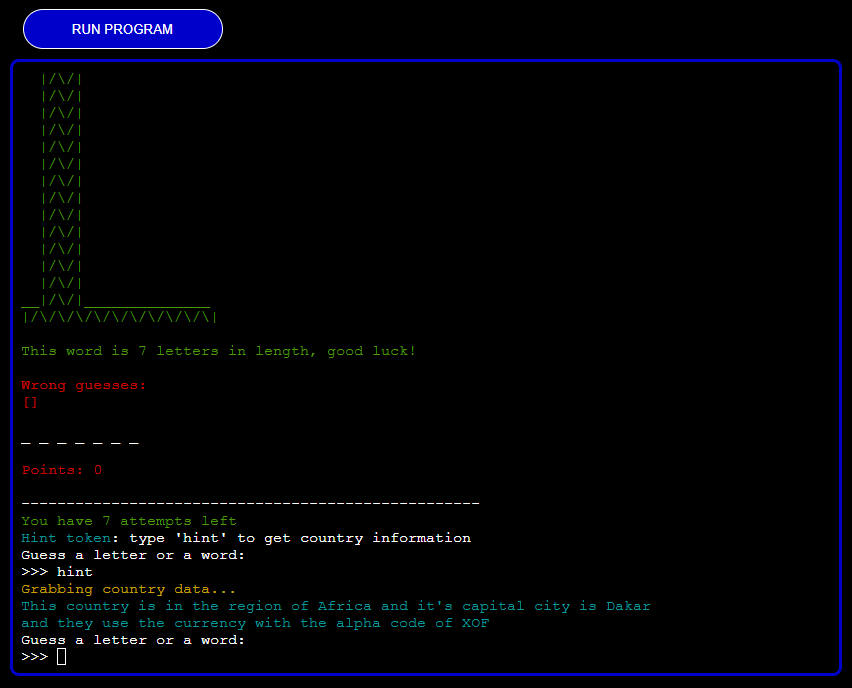 RUN PROGRAM
|/\/|
|/\/|
|/\/|
|/\/|
|/\/|
|/\/|
|/\/|
|/\/|
|/\/|
|/\/|
|/\/|
|/\/|
|/\/|
__|/\/|______________
|/\/\/\/\/\/\/\/\/\/\|
This word is 7 letters in length, good luck!
Wrong guesses:
[]
_ _ _ _ _ _ _
Points: 0
---------------------------------------------------
You have 7 attempts left
Hint token: type 'hint' to get country information
Guess a letter or a word:
>>> hint
Grabbing country data...
This country is in the region of Africa and it's capital city is Dakar
and they use the currency with the alpha code of XOF
Guess a letter or a word:
>>>